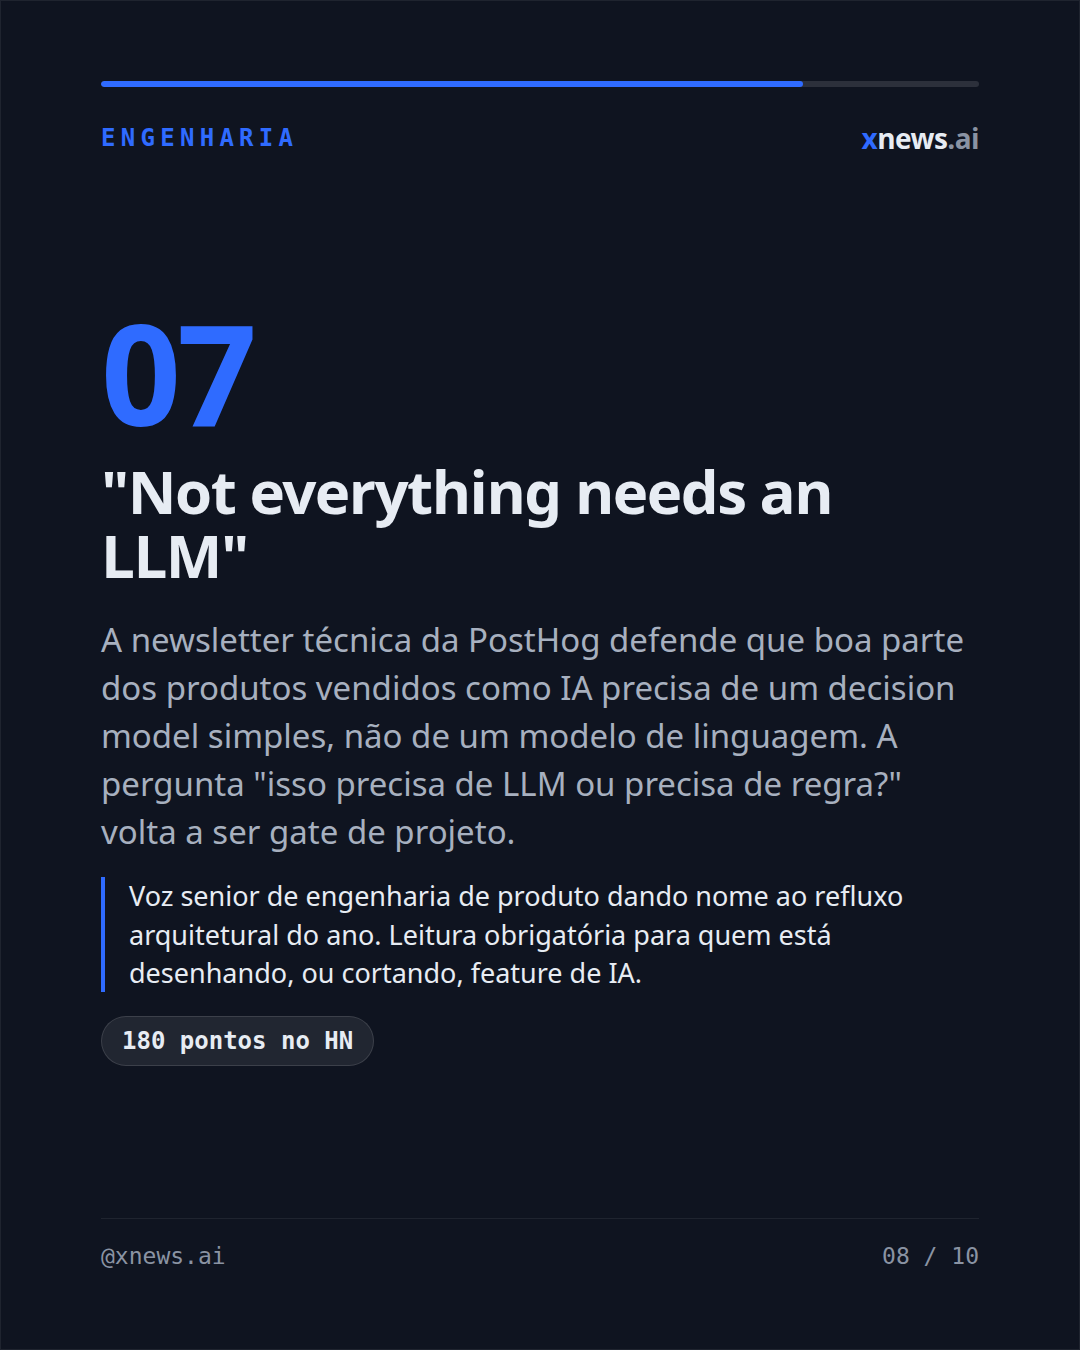 ENGENHARIA
xnews.ai
07
"Not everything needs an
LLM"
A newsletter técnica da PostHog defende que boa parte
dos produtos vendidos como IA precisa de um decision
model simples, não de um modelo de linguagem. A
pergunta "isso precisa de LLM ou precisa de regra?"
volta a ser gate de projeto.
Voz senior de engenharia de produto dando nome ao refluxo
arquitetural do ano. Leitura obrigatória para quem está
desenhando, ou cortando, feature de IA.
180 pontos no HN
@xnews.ai
08 / 10